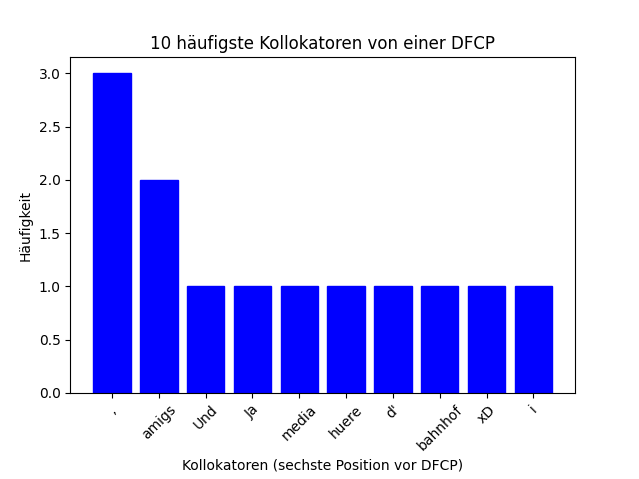 10 häufigste Kollokatoren von einer DFCP
3.0
2.5
2.0
1.5
1.0
0.5
0.0
Häufigkeit
, amigs Und Ja media huere d' bahnhof xD i
Kollokatoren (sechste Position vor DFCP)